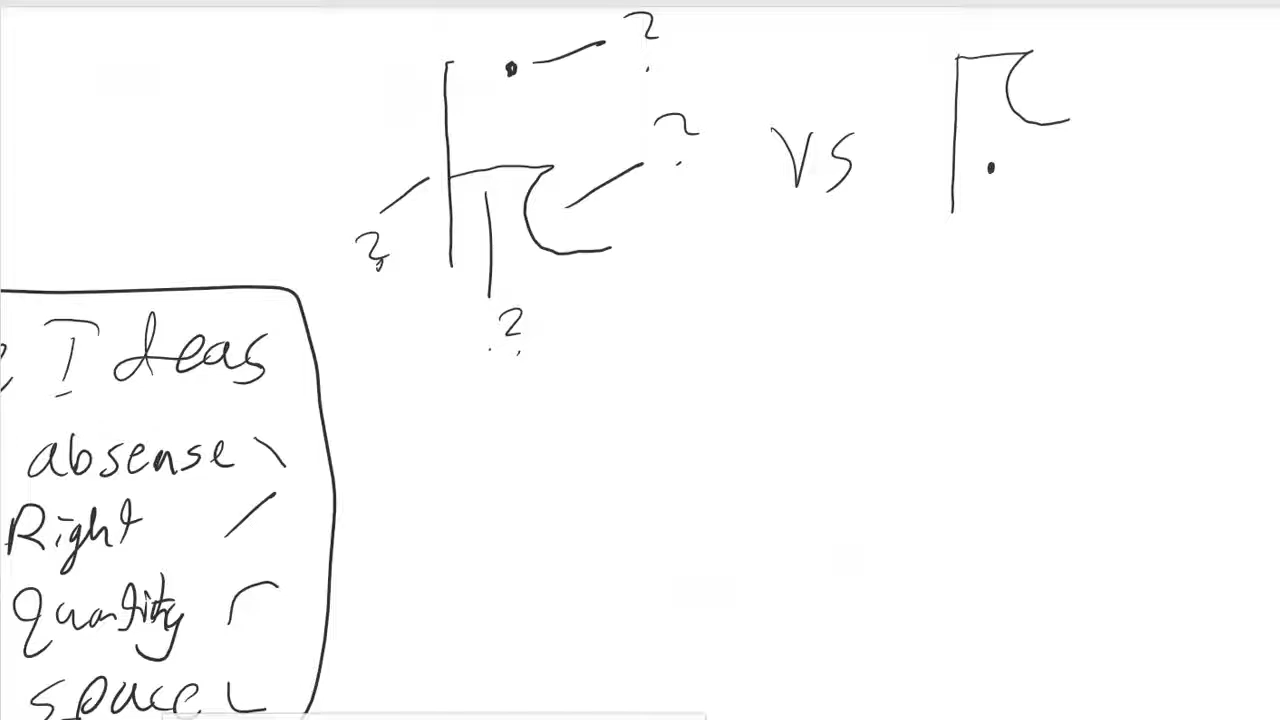 ?
?
VS
?
?
Ideas
absense \
Right /
quantity
space